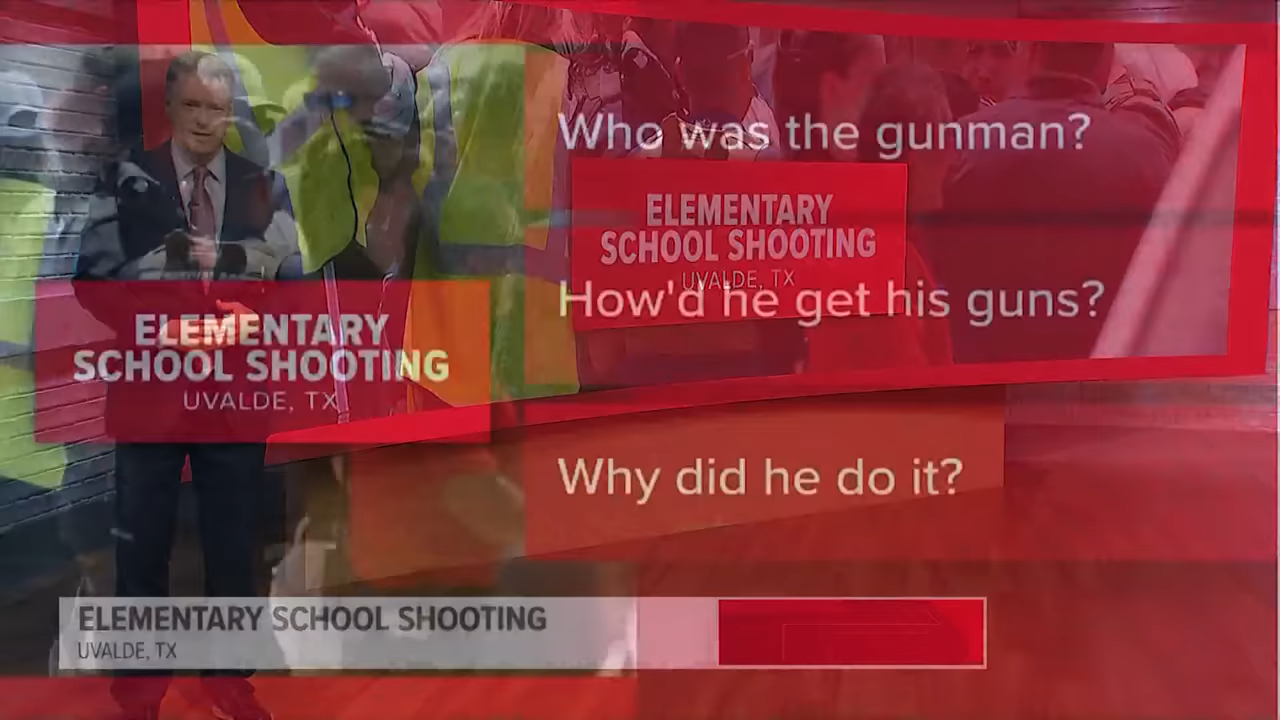 Who was the gunman?
ELEMENTARY
SCHOOL SHOOTING
UVALDE, TX
How'd he get his guns?
ELEMENTARY
SCHOOL SHOOTING
UVALDE, TX
Why did he do it?
ELEMENTARY SCHOOL SHOOTING
UVALDE, TX